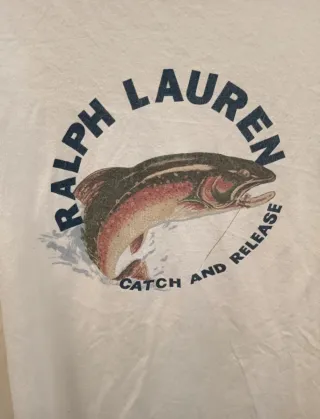 RALPH LAUREN
CATCH AND RELEASE